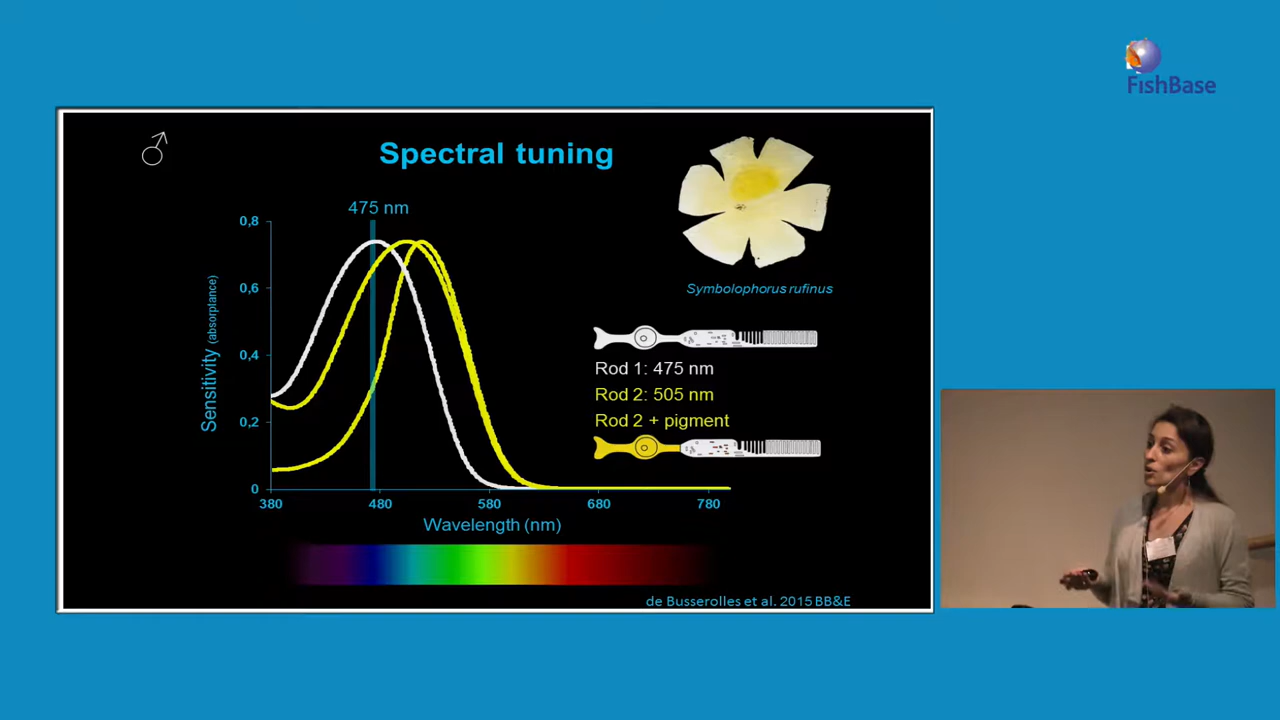 FishBase
♂
Spectral tuning
475 nm
0,8
0,6
0,4
0,2
0
Sensitivity (absorptance)
380 480 580 680 780
Wavelength (nm)
Symbolophorus rufinus
Rod 1: 475 nm
Rod 2: 505 nm
Rod 2 + pigment
de Busserolles et al. 2015 BB&E